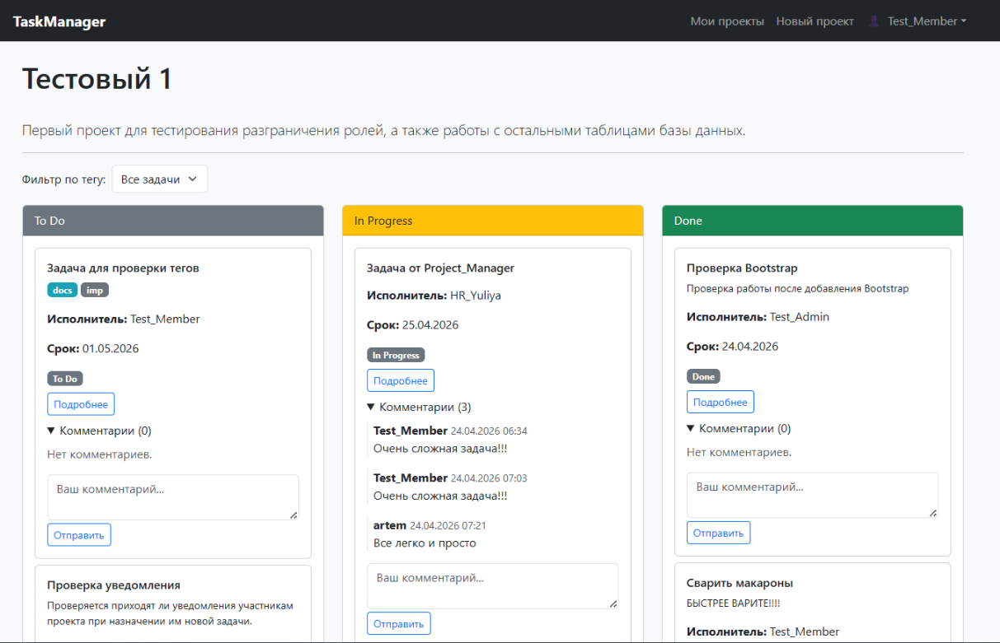 TaskManager
Мои проекты Новый проект Test_Member
Тестовый 1
Первый проект для тестирования разграничения ролей, а также работы с остальными таблицами базы данных.
Фильтр по тегу: Все задачи
To Do
Задача для проверки тегов
docs imp
Исполнитель: Test_Member
Срок: 01.05.2026
To Do
Подробнее
Комментарии (0)
Нет комментариев.
Ваш комментарий...
Отправить
Проверка уведомления
Проверяется приходят ли уведомления участникам
проекта при назначении им новой задачи.
In Progress
Задача от Project_Manager
Исполнитель: HR_Yuliya
Срок: 25.04.2026
In Progress
Подробнее
Комментарии (3)
Test_Member 24.04.2026 06:34
Очень сложная задача!!!
Test_Member 24.04.2026 07:03
Очень сложная задача!!!
artem 24.04.2026 07:21
Все легко и просто
Ваш комментарий...
Отправить
Done
Проверка Bootstrap
Проверка работы после добавления Bootstrap
Исполнитель: Test_Admin
Срок: 24.04.2026
Done
Подробнее
Комментарии (0)
Нет комментариев.
Ваш комментарий...
Отправить
Сварить макароны
БЫСТРЕЕ ВАРИТЕ!!!!
Исполнитель: Test_Member